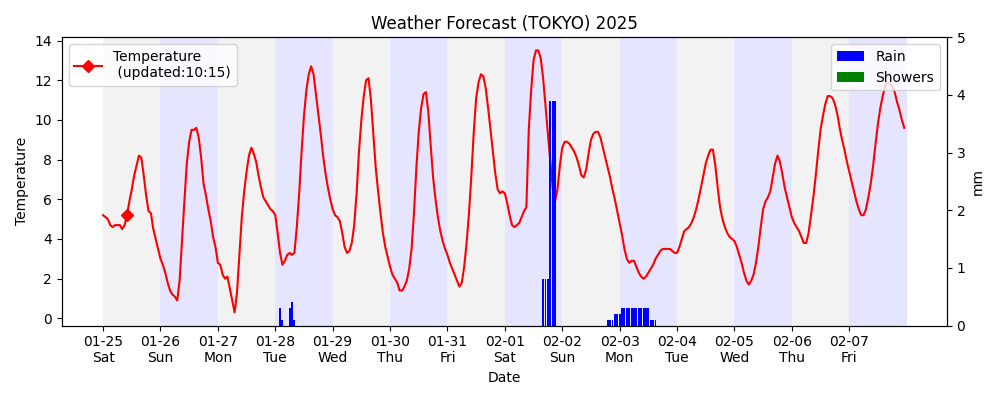 Weather Forecast (TOKYO) 2025
Temperature
(updated:10:15)
Rain
Showers
14
12
10
8
6
4
2
0
Temperature
5
4
3
2
1
0
mm
01-25 01-26 01-27 01-28 01-29 01-30 01-31 02-01 02-02 02-03 02-04 02-05 02-06 02-07
Sat Sun Mon Tue Wed Thu Fri Sat Sun Mon Tue Wed Thu Fri
Date